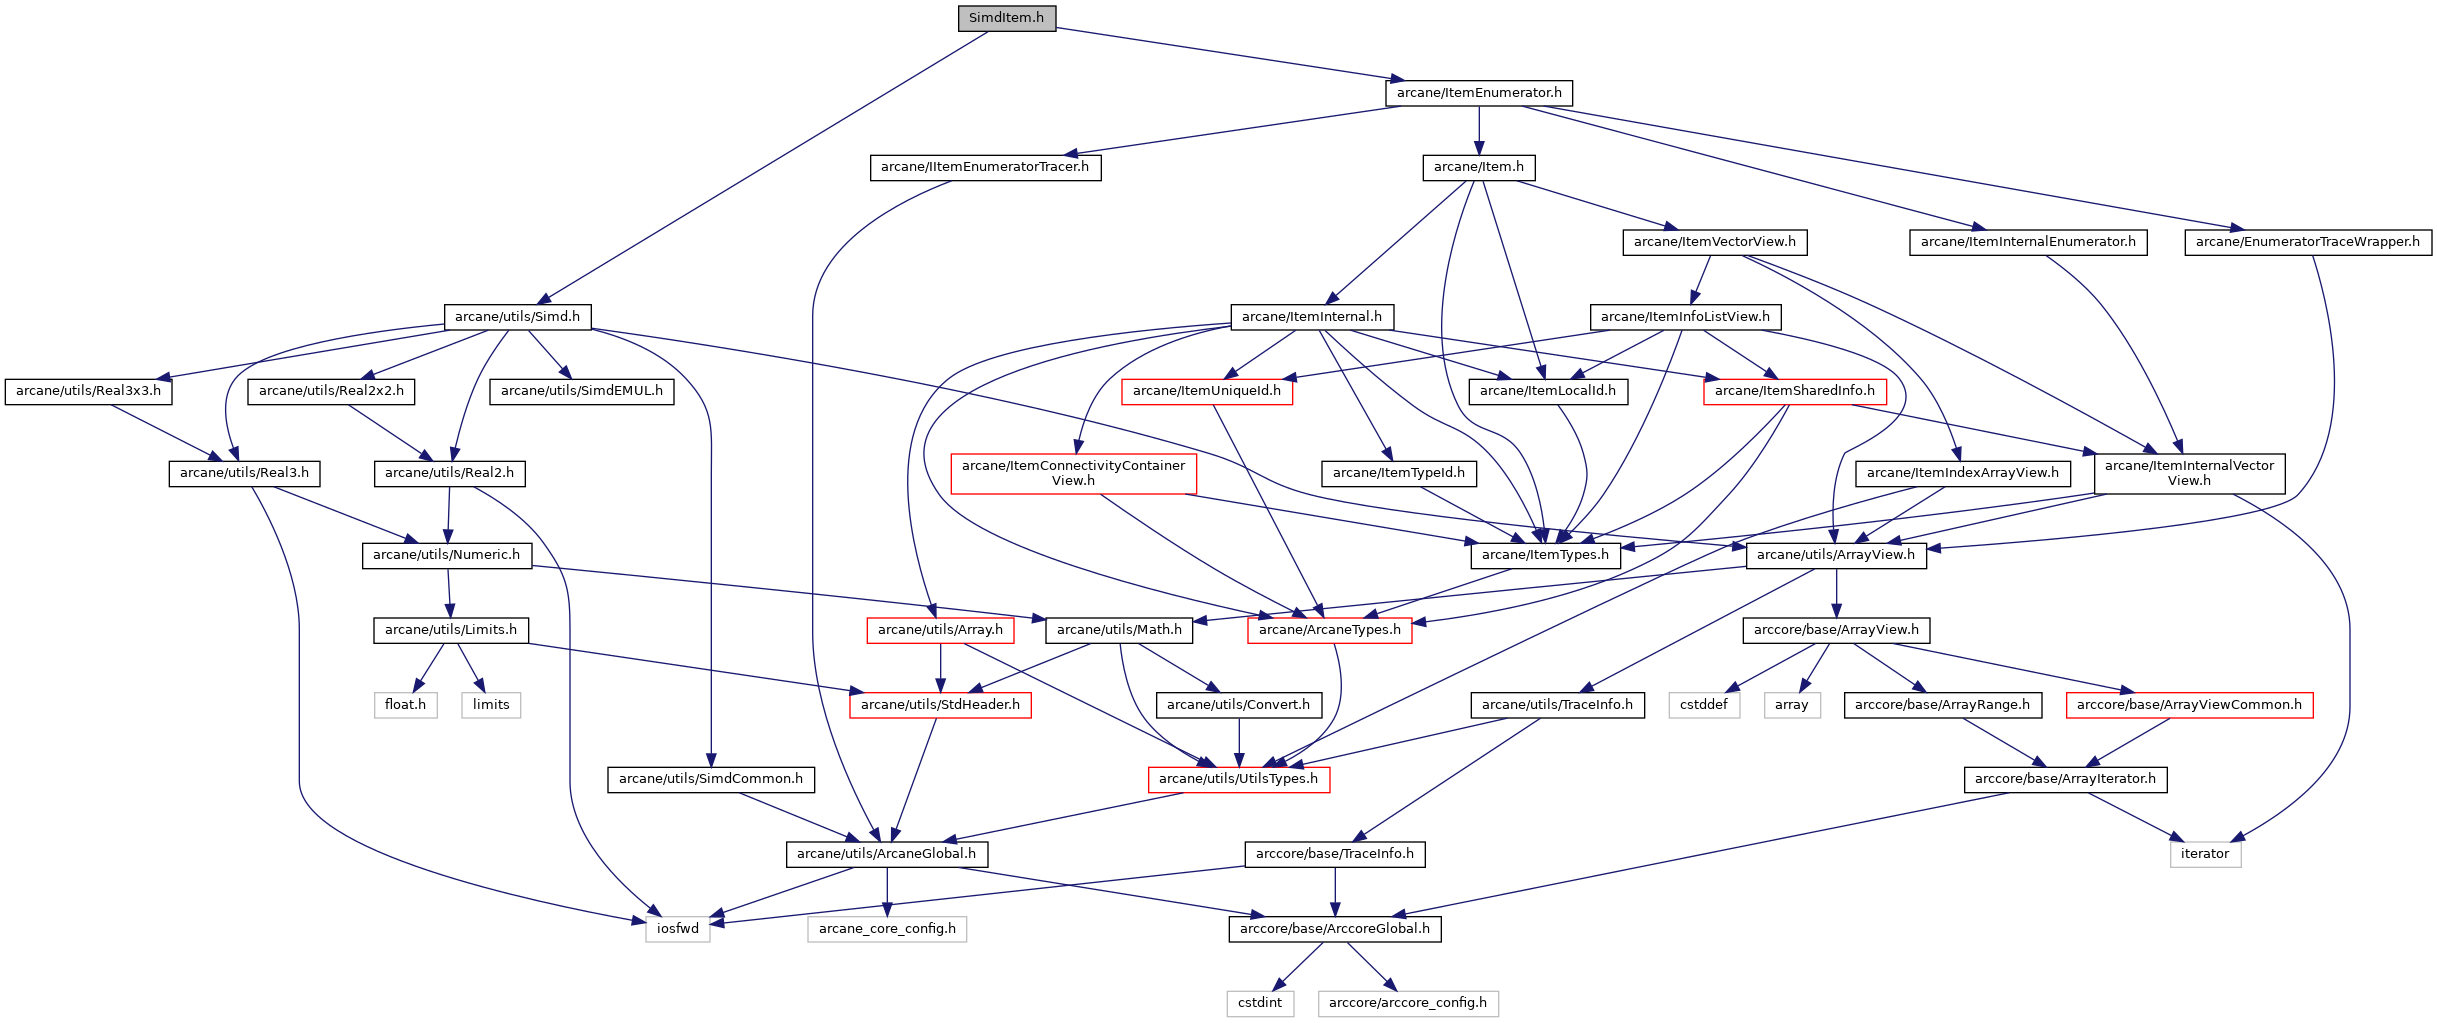 SimdItem.h
arcane/ItemEnumerator.h
arcane/IItemEnumeratorTracer.h
arcane/Item.h
arcane/ItemVectorView.h
arcane/ItemInternalEnumerator.h
arcane/EnumeratorTraceWrapper.h
arcane/utils/Simd.h
arcane/ItemInternal.h
arcane/ItemInfoListView.h
arcane/utils/Real3x3.h
arcane/utils/Real2x2.h
arcane/utils/SimdEMUL.h
arcane/ItemUniqueId.h
arcane/ItemLocalId.h
arcane/ItemSharedInfo.h
arcane/utils/Real3.h
arcane/utils/Real2.h
arcane/ItemConnectivityContainer
View.h
arcane/ItemTypeId.h
arcane/ItemIndexArrayView.h
arcane/ItemInternalVector
View.h
arcane/utils/Numeric.h
arcane/ItemTypes.h
arcane/utils/ArrayView.h
arcane/utils/Limits.h
arcane/utils/Array.h
arcane/utils/Math.h
arcane/ArcaneTypes.h
arccore/base/ArrayView.h
float.h
limits
arcane/utils/StdHeader.h
arcane/utils/Convert.h
arcane/utils/TraceInfo.h
cstddef
array
arccore/base/ArrayRange.h
arccore/base/ArrayViewCommon.h
arcane/utils/SimdCommon.h
arcane/utils/UtilsTypes.h
arccore/base/ArrayIterator.h
arcane/utils/ArcaneGlobal.h
arccore/base/TraceInfo.h
iterator
iosfwd
arcane_core_config.h
arccore/base/ArccoreGlobal.h
cstdint
arccore/arccore_config.h